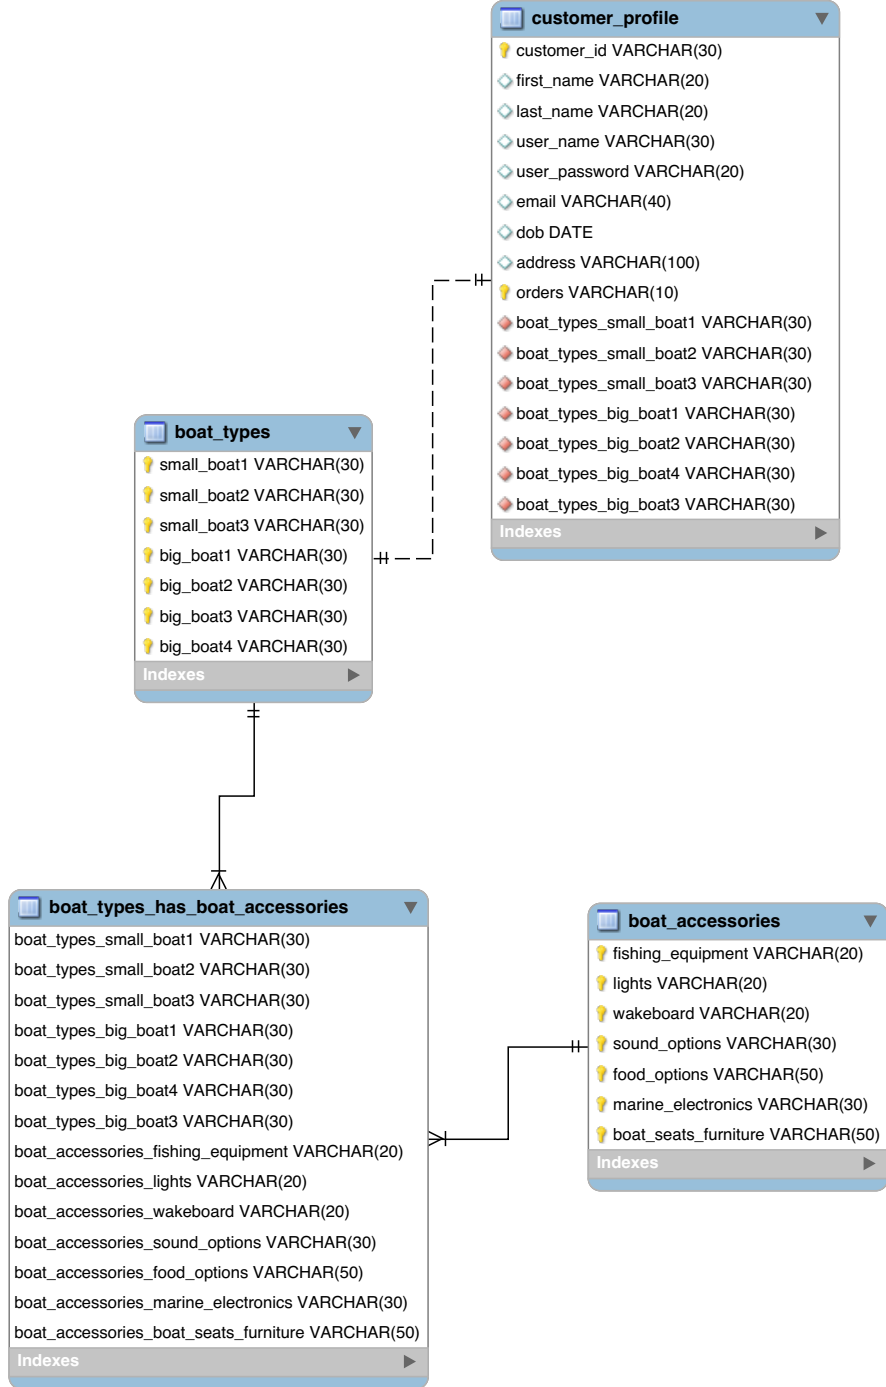 customer_profile
customer_id VARCHAR(30)
first_name VARCHAR(20)
last_name VARCHAR(20)
user_name VARCHAR(30)
user_password VARCHAR(20)
email VARCHAR(40)
dob DATE
address VARCHAR(100)
orders VARCHAR(10)
boat_types_small_boat1 VARCHAR(30)
boat_types_small_boat2 VARCHAR(30)
boat_types_small_boat3 VARCHAR(30)
boat_types_big_boat1 VARCHAR(30)
boat_types_big_boat2 VARCHAR(30)
boat_types_big_boat4 VARCHAR(30)
boat_types_big_boat3 VARCHAR(30)
Indexes
boat_types
small_boat1 VARCHAR(30)
small_boat2 VARCHAR(30)
small_boat3 VARCHAR(30)
big_boat1 VARCHAR(30)
big_boat2 VARCHAR(30)
big_boat3 VARCHAR(30)
big_boat4 VARCHAR(30)
Indexes
boat_types_has_boat_accessories
boat_types_small_boat1 VARCHAR(30)
boat_types_small_boat2 VARCHAR(30)
boat_types_small_boat3 VARCHAR(30)
boat_types_big_boat1 VARCHAR(30)
boat_types_big_boat2 VARCHAR(30)
boat_types_big_boat4 VARCHAR(30)
boat_types_big_boat3 VARCHAR(30)
boat_accessories_fishing_equipment VARCHAR(20)
boat_accessories_lights VARCHAR(20)
boat_accessories_wakeboard VARCHAR(20)
boat_accessories_sound_options VARCHAR(30)
boat_accessories_food_options VARCHAR(50)
boat_accessories_marine_electronics VARCHAR(30)
boat_accessories_boat_seats_furniture VARCHAR(50)
Indexes
boat_accessories
fishing_equipment VARCHAR(20)
lights VARCHAR(20)
wakeboard VARCHAR(20)
sound_options VARCHAR(30)
food_options VARCHAR(50)
marine_electronics VARCHAR(30)
boat_seats_furniture VARCHAR(50)
Indexes